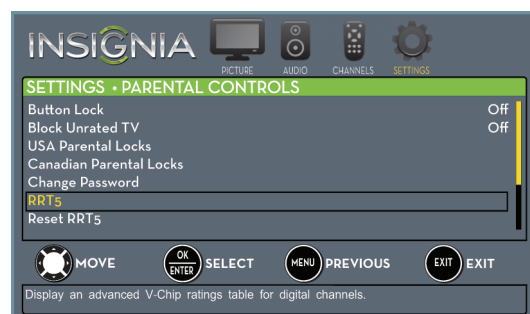 INSIGNIA
PICTURE AUDIO CHANNELS SETTINGS
SETTINGS • PARENTAL CONTROLS
Button Lock Off
Block Unrated TV Off
USA Parental Locks
Canadian Parental Locks
Change Password
RRT5
Reset RRT5
MOVE OK ENTER SELECT MENU PREVIOUS EXIT EXIT
Display an advanced V-Chip ratings table for digital channels.